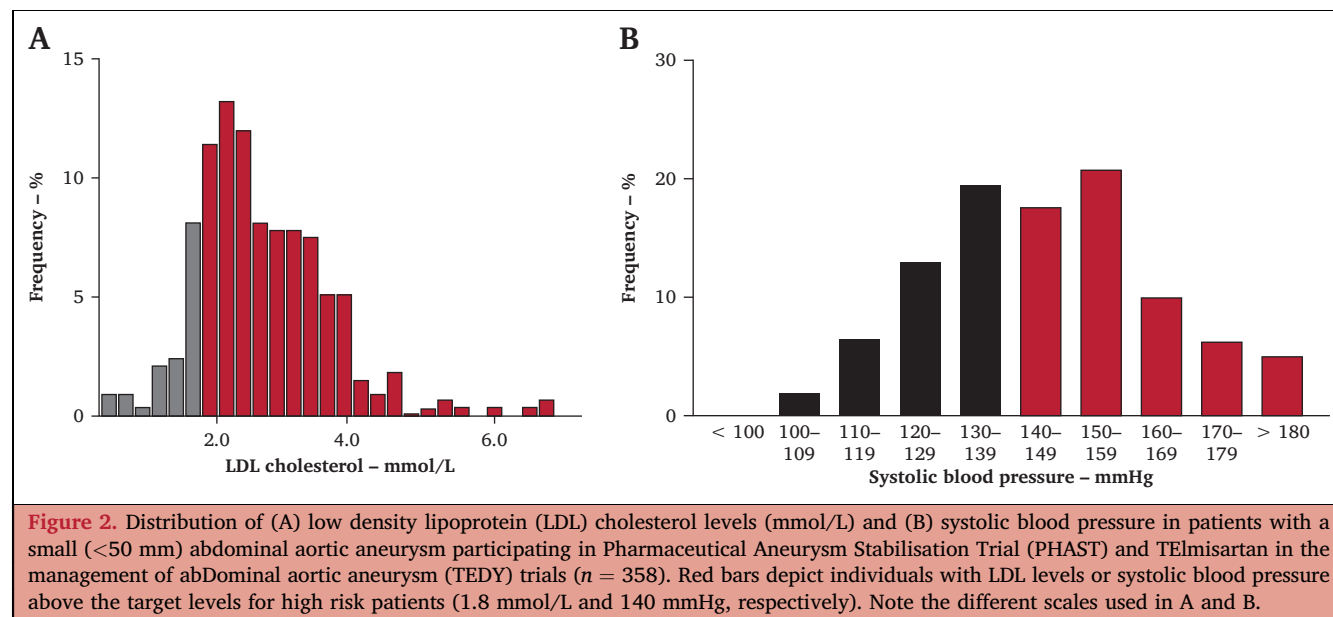 A
15
10
5
0
Frequency – %
2.0 4.0 6.0
LDL cholesterol – mmol/L
B
30
20
10
0
Frequency – %
< 100 100– 110– 120– 130– 140– 150– 160– 170– > 180
109 119 129 139 149 159 169 179
Systolic blood pressure – mmHg
Figure 2. Distribution of (A) low density lipoprotein (LDL) cholesterol levels (mmol/L) and (B) systolic blood pressure in patients with a
small (<50 mm) abdominal aortic aneurysm participating in Pharmaceutical Aneurysm Stabilisation Trial (PHAST) and TElmisartan in the
management of abDominal aortic aneurysm (TEDY) trials (n = 358). Red bars depict individuals with LDL levels or systolic blood pressure
above the target levels for high risk patients (1.8 mmol/L and 140 mmHg, respectively). Note the different scales used in A and B.